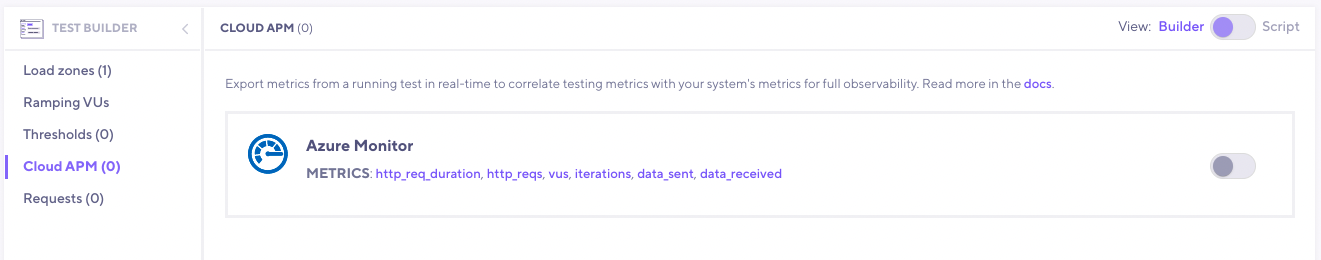 TEST BUILDER
Load zones (1)
Ramping VUs
Thresholds (0)
Cloud APM (0)
Requests (0)
CLOUD APM (0)
View: Builder Script
Export metrics from a running test in real-time to correlate testing metrics with your system's metrics for full observability. Read more in the docs.
Azure Monitor
METRICS: http_req_duration, http_reqs, vus, iterations, data_sent, data_received